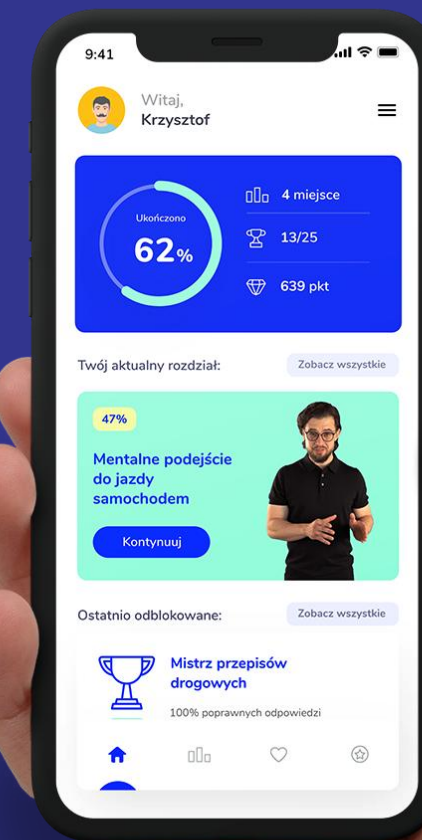 9:41
Witaj,
Krzysztof
Ukończono
62%
4 miejsce
13/25
639 pkt
Twój aktualny rozdział:
Zobacz wszystkie
47%
Mentalne podejście
do jazdy
samochodem
Kontynuuj
Ostatnio odblokowane:
Zobacz wszystkie
Mistrz przepisów
drogowych
100% poprawnych odpowiedzi